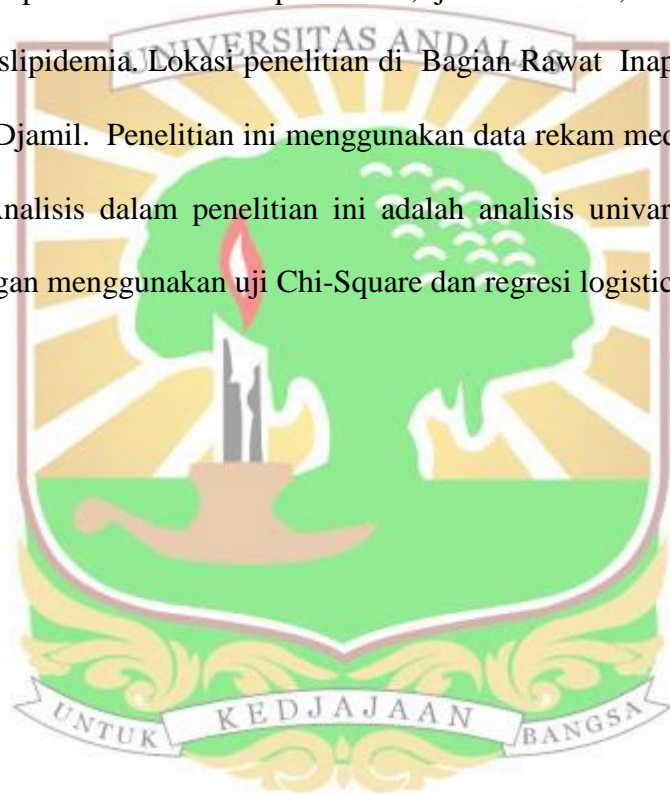 UNIVERSITAS ANDALAS
slipidemia. Lokasi penelitian di Bagian Rawat Inap
Djamil. Penelitian ini menggunakan data rekam med
nalisis dalam penelitian ini adalah analisis univar
gan menggunakan uji Chi-Square dan regresi logistic
UNTUK KEDJAJAAN BANGSA